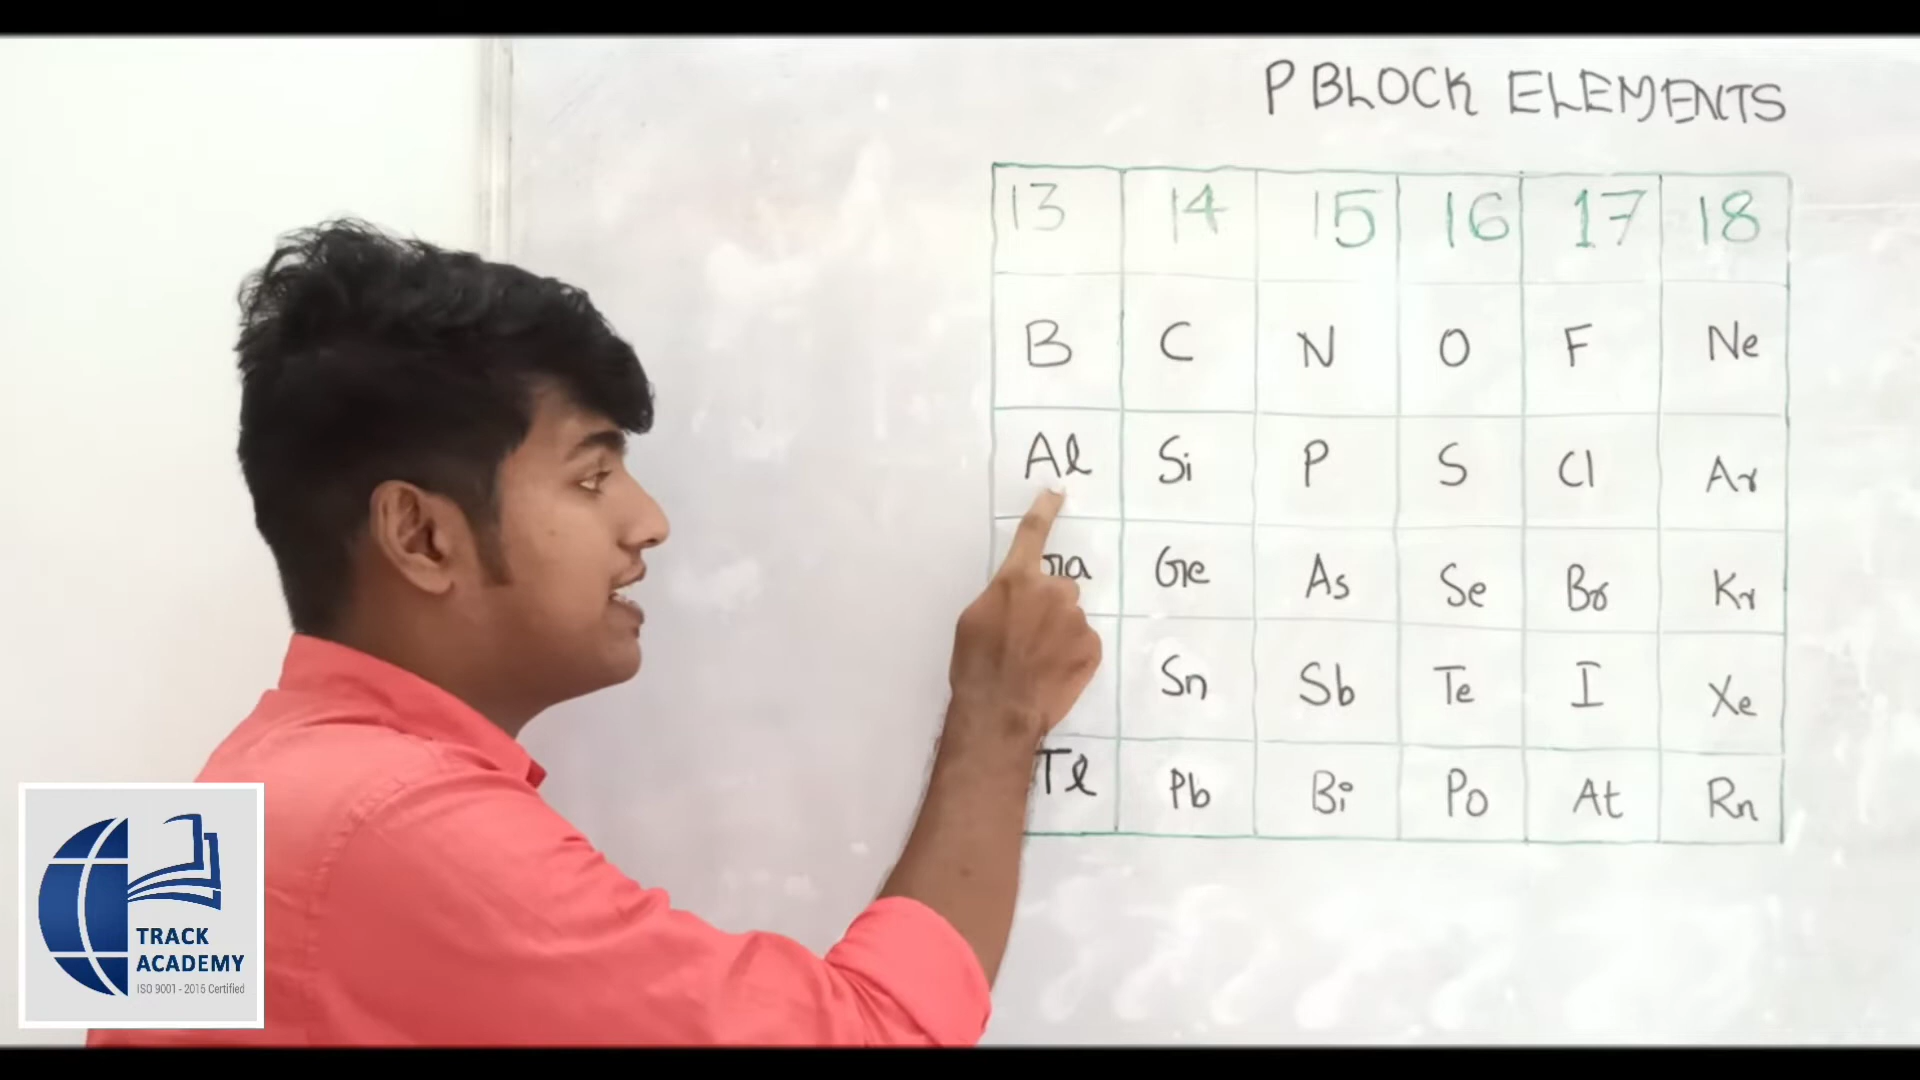 P BLOCK ELEMENTS
13 14 15 16 17 18
B C N O F Ne
Al Si P S Cl Ar
Ge As Se Br Kr
Sn Sb Te I Xe
Tl Pb Bi Po At Rn
TRACK
ACADEMY
ISO 9001 - 2015 Certified